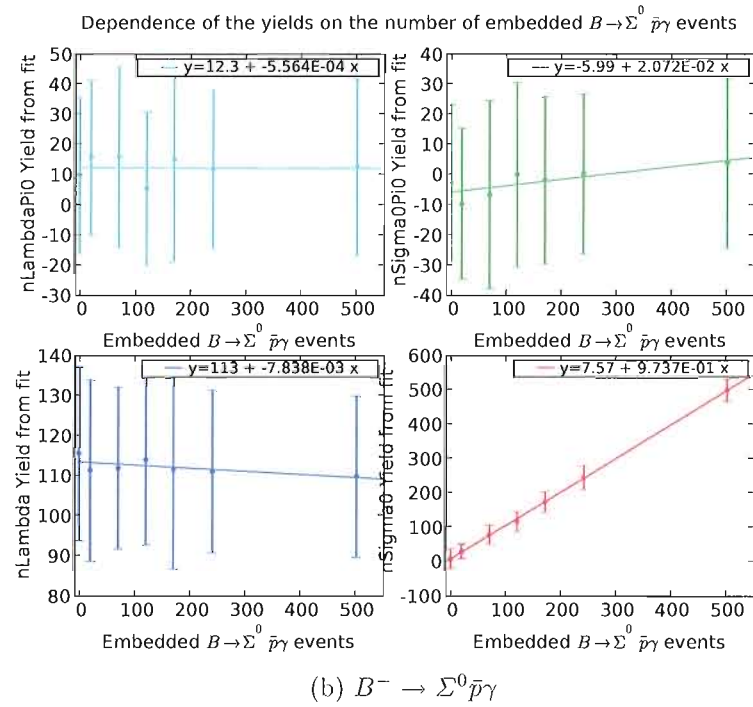 Dependence of the yields on the number of embedded B→Σ⁰ p̄γ events
y=12.3 + -5.564E-04 x
nLambdaPi0 Yield from fit
50
40
30
20
10
0
-10
-20
-30
0 100 200 300 400 500
Embedded B→Σ⁰ p̄γ events
y=-5.99 + 2.072E-02 x
nSigma0Pi0 Yield from fit
40
30
20
10
0
-10
-20
-30
-40
0 100 200 300 400 500
Embedded B→Σ⁰ p̄γ events
y=113 + -7.838E-03 x
nLambda Yield from fit
140
130
120
110
100
90
80
0 100 200 300 400 500
Embedded B→Σ⁰ p̄γ events
y=7.57 + 9.737E-01 x
nSigma0 Yield from fit
600
500
400
300
200
100
0
-100
0 100 200 300 400 500
Embedded B→Σ⁰ p̄γ events
(b) B⁻ → Σ⁰p̄γ